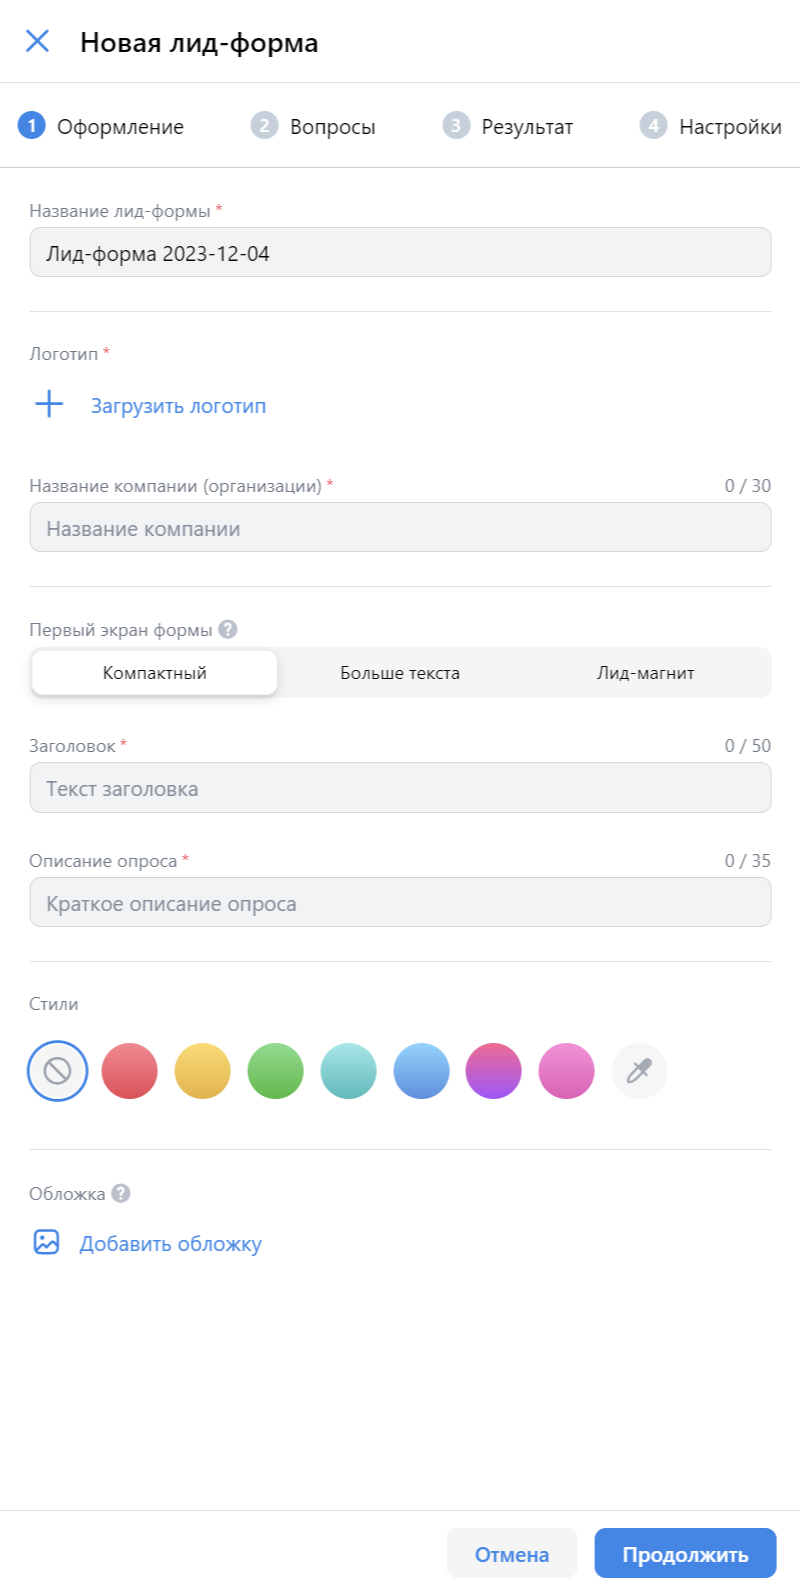 Новая лид-форма
1 Оформление 2 Вопросы 3 Результат 4 Настройки
Название лид-формы *
Лид-форма 2023-12-04
Логотип *
Загрузить логотип
Название компании (организации) * 0 / 30
Название компании
Первый экран формы ?
Компактный Больше текста Лид-магнит
Заголовок * 0 / 50
Текст заголовка
Описание опроса * 0 / 35
Краткое описание опроса
Стили
Обложка ?
Добавить обложку
Отмена Продолжить